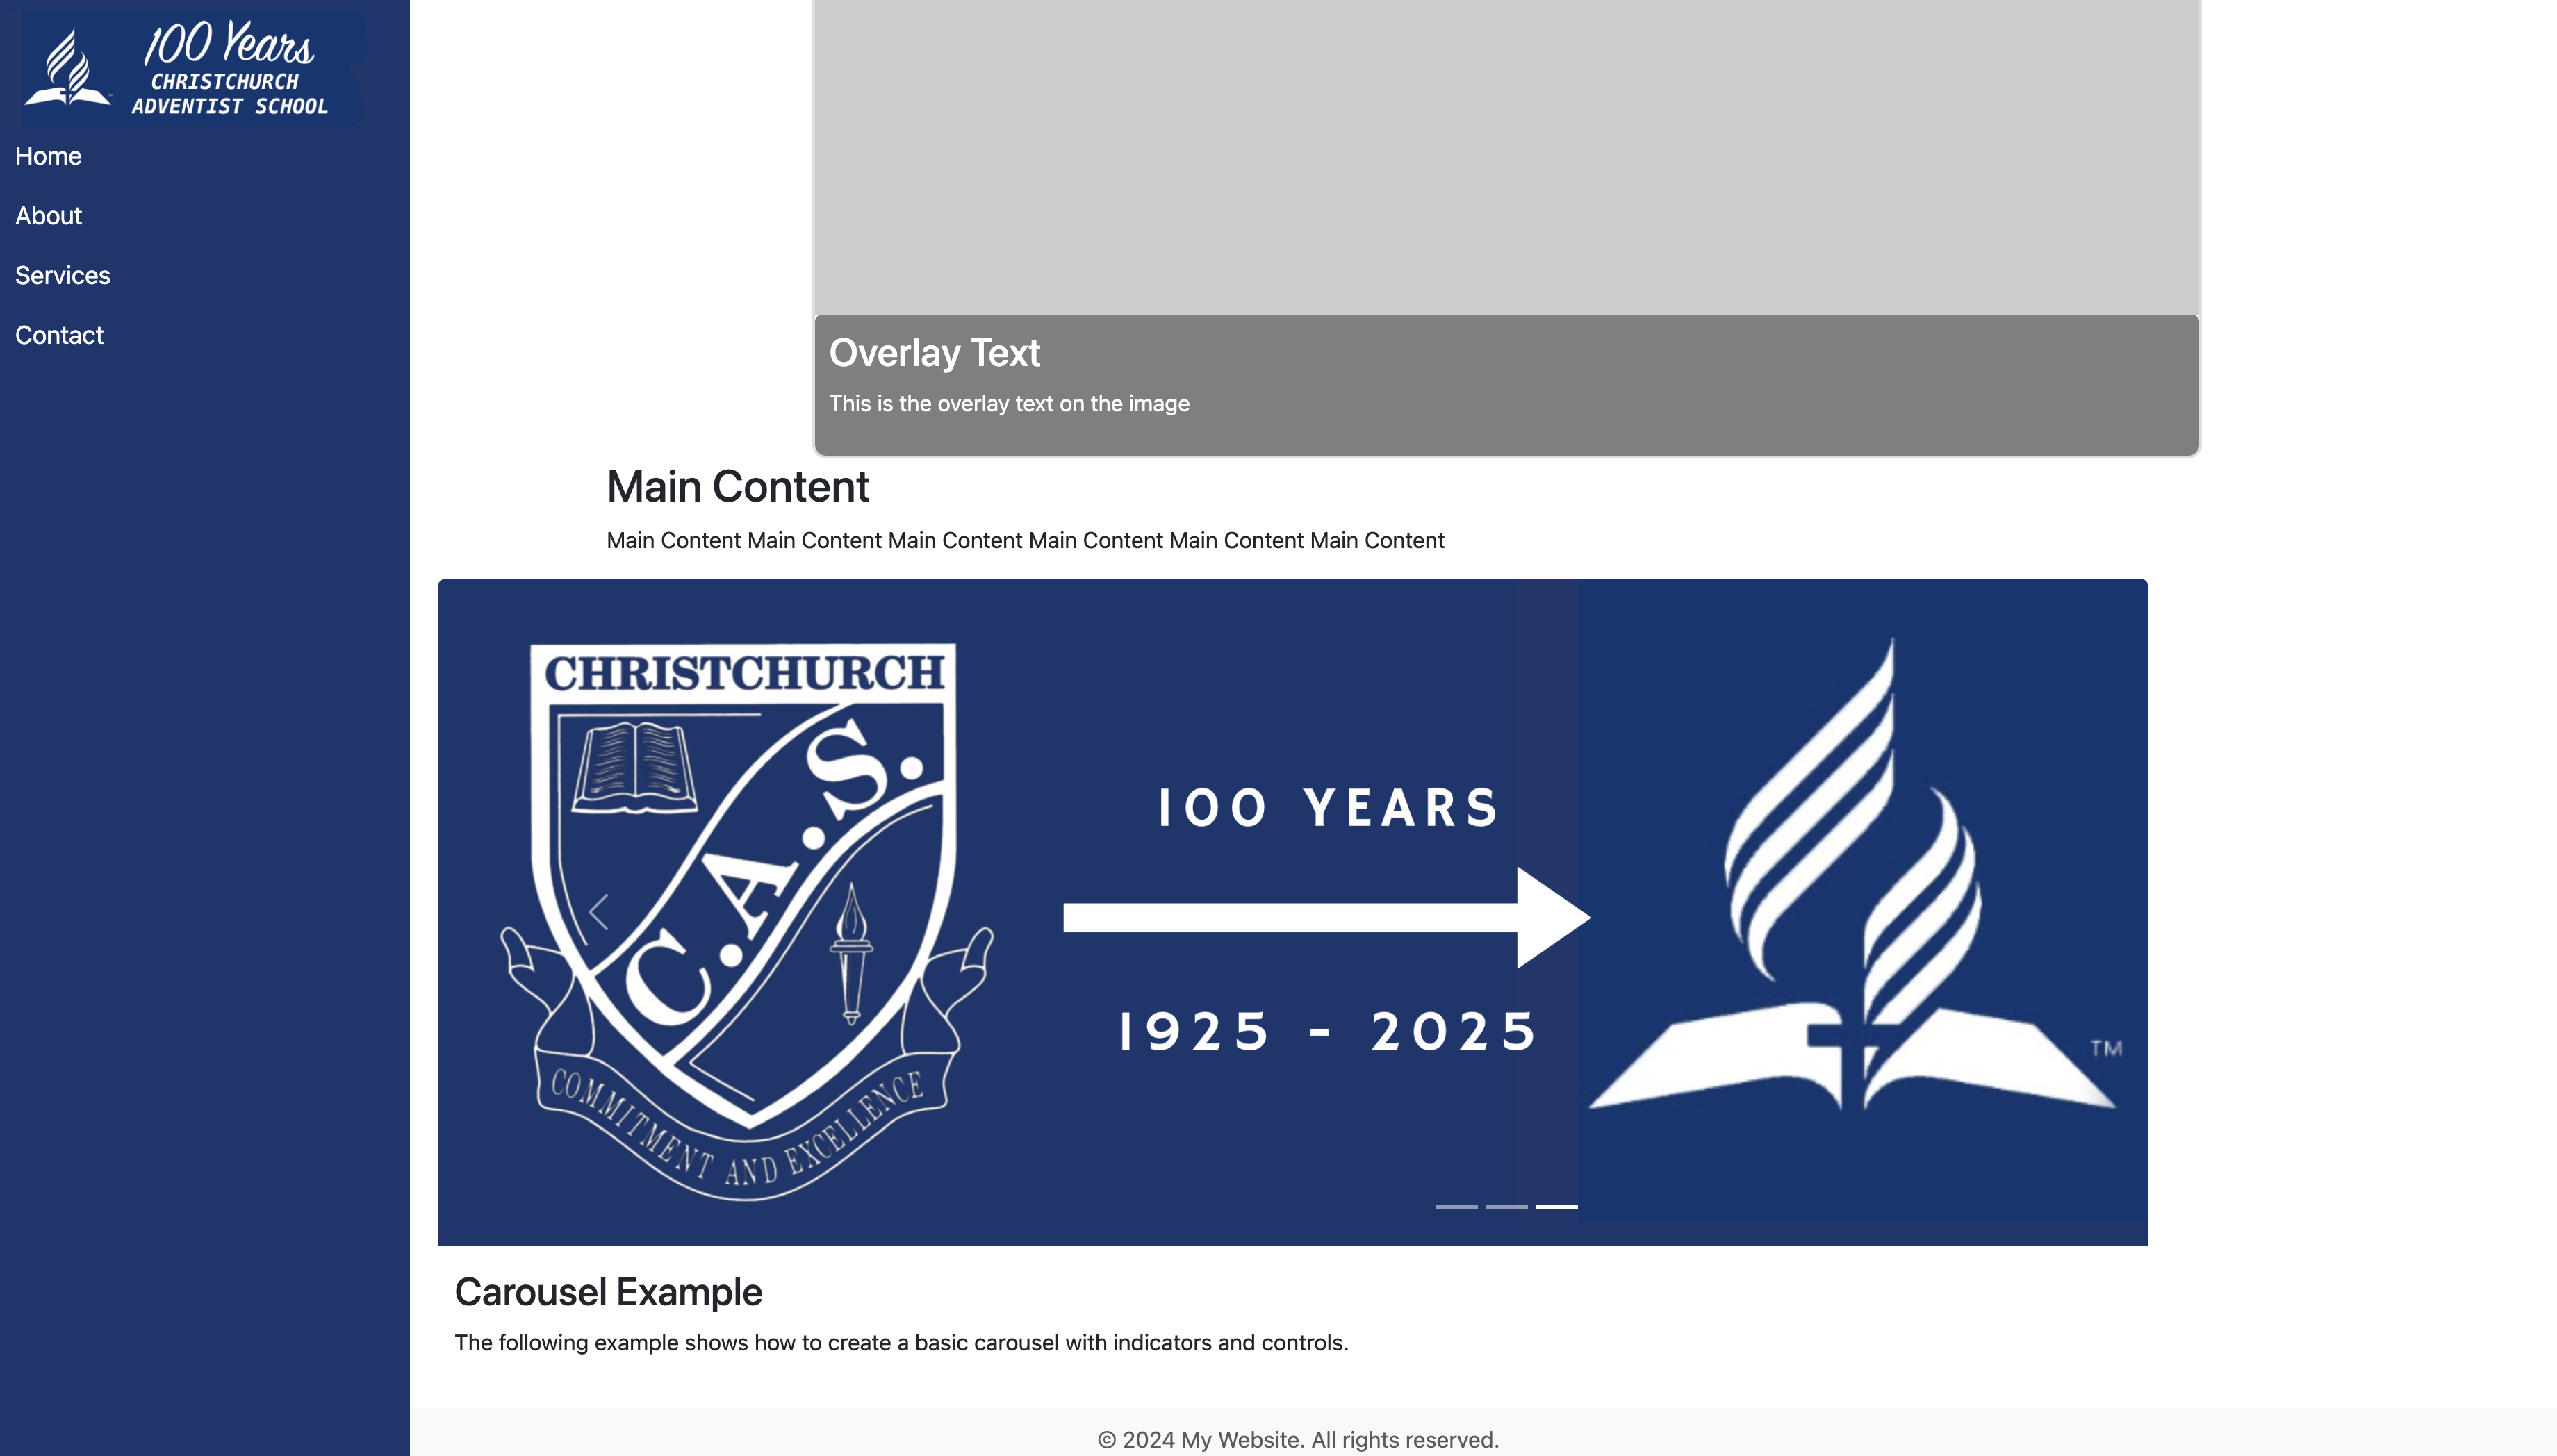 100 Years
CHRISTCHURCH
ADVENTIST SCHOOL
Home
About
Services
Contact
Overlay Text
This is the overlay text on the image
Main Content
Main Content Main Content Main Content Main Content Main Content Main Content
CHRISTCHURCH
C.A.S.
COMMITMENT AND EXCELLENCE
100 YEARS
1925 - 2025
TM
Carousel Example
The following example shows how to create a basic carousel with indicators and controls.
© 2024 My Website. All rights reserved.